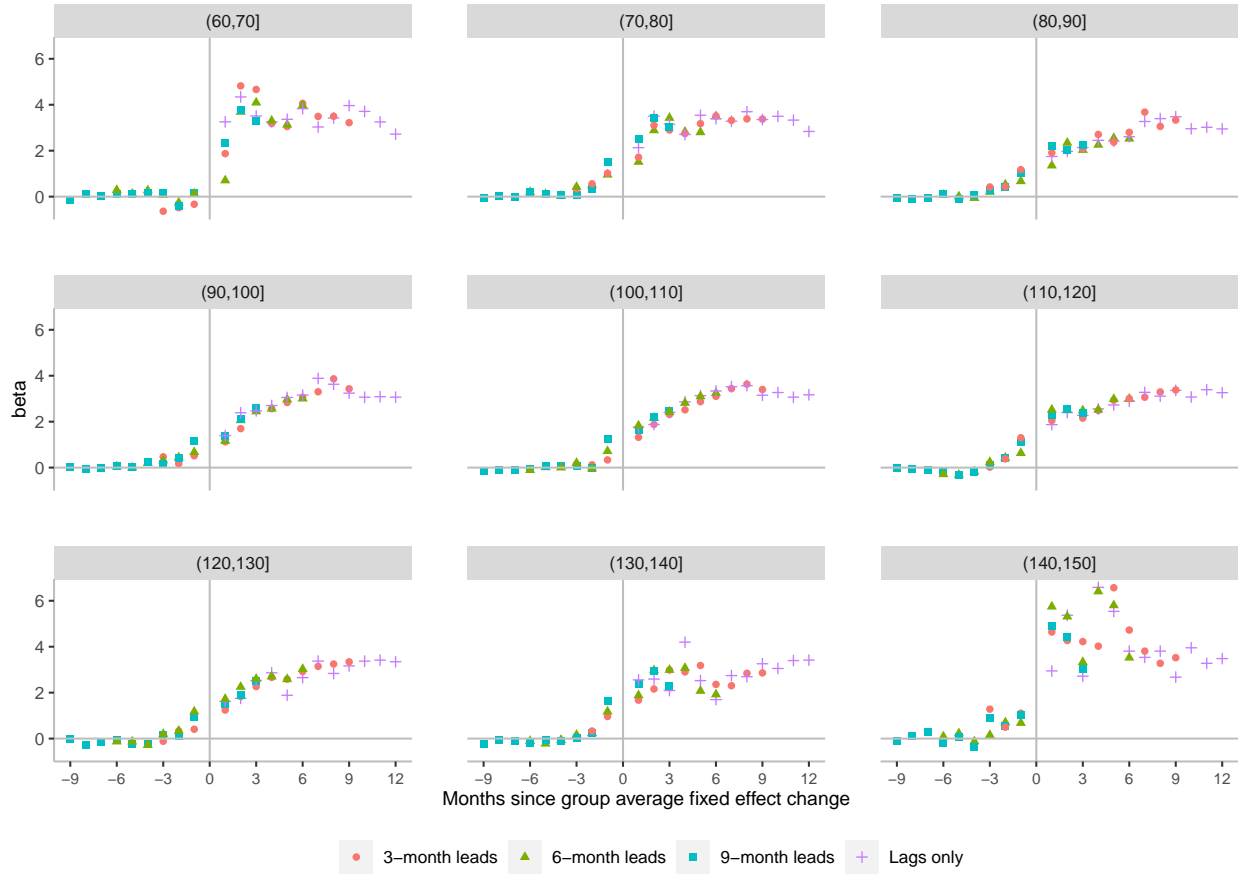 (60,70] (70,80] (80,90]
6
4
2
0
(90,100] (100,110] (110,120]
6
4
2
0
beta
(120,130] (130,140] (140,150]
6
4
2
0
−9 −6 −3 0 3 6 9 12 −9 −6 −3 0 3 6 9 12 −9 −6 −3 0 3 6 9 12
Months since group average fixed effect change
3−month leads 6−month leads 9−month leads Lags only